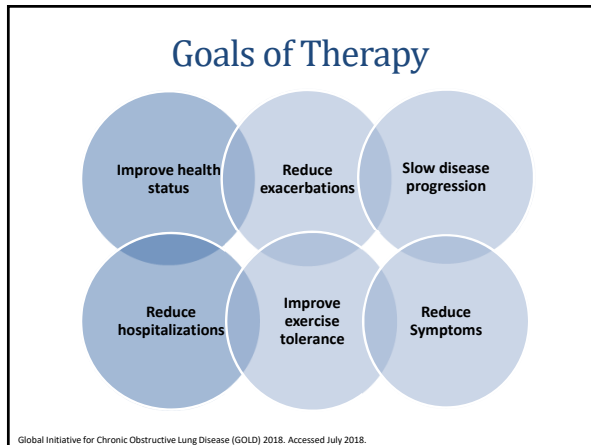 Goals of Therapy
Improve health
status
Reduce
exacerbations
Slow disease
progression
Reduce
hospitalizations
Improve
exercise
tolerance
Reduce
Symptoms
Global Initiative for Chronic Obstructive Lung Disease (GOLD) 2018. Accessed July 2018.